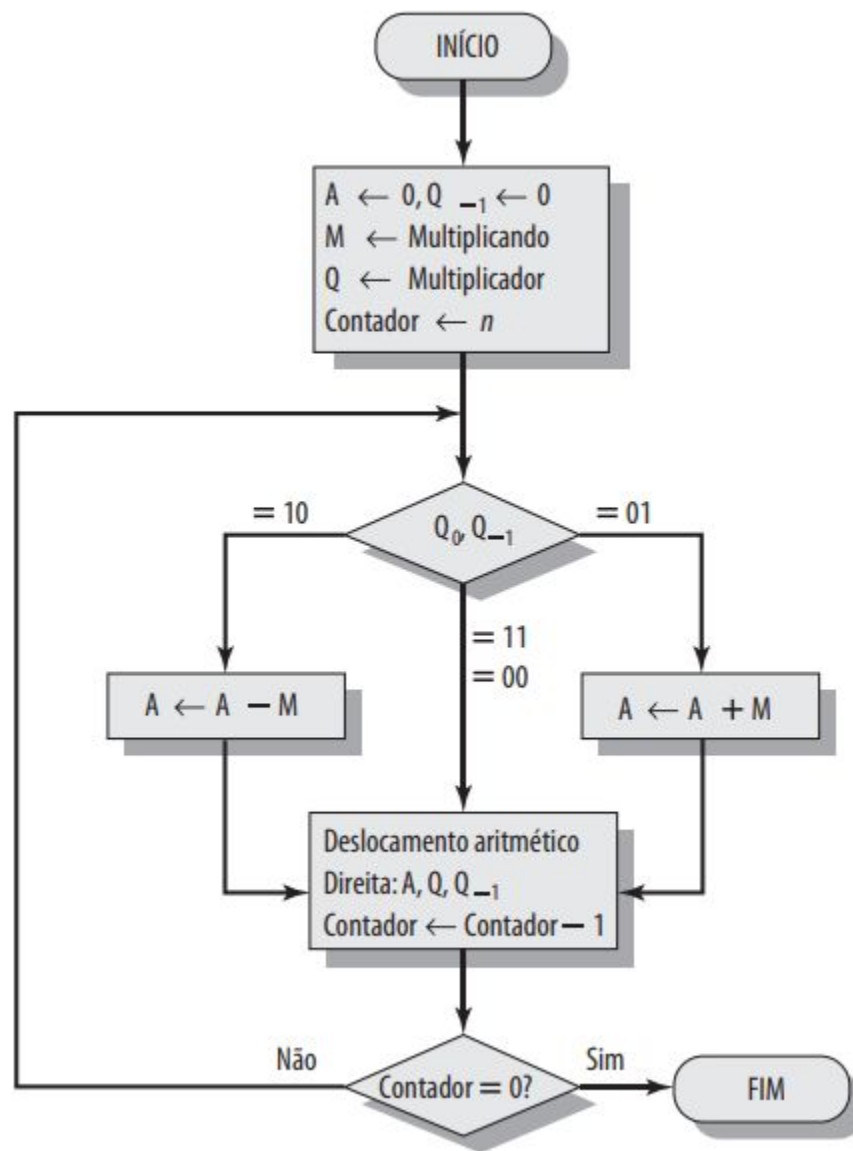 INÍCIO
A ← 0, Q₋₁ ← 0
M ← Multiplicando
Q ← Multiplicador
Contador ← n
= 10
Q₀, Q₋₁
= 01
= 11
= 00
A ← A − M
A ← A + M
Deslocamento aritmético
Direita: A, Q, Q₋₁
Contador ← Contador − 1
Não
Contador = 0?
Sim
FIM